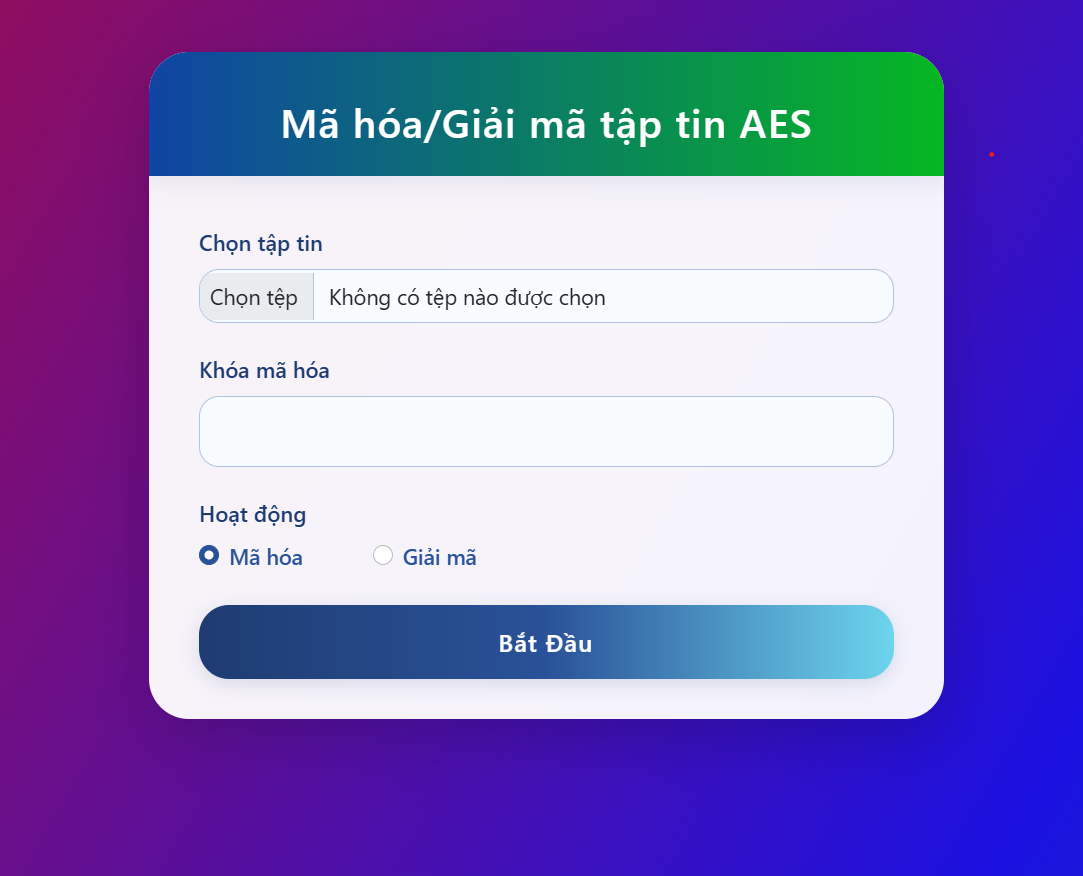 Mã hóa/Giải mã tập tin AES
Chọn tập tin
Chọn tệp Không có tệp nào được chọn
Khóa mã hóa
Hoạt động
Mã hóa Giải mã
Bắt Đầu